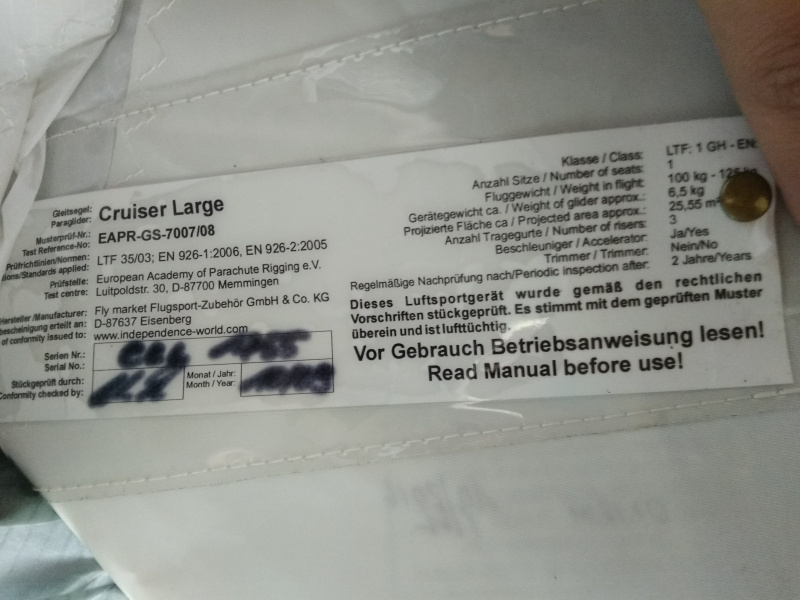 Gleitsegel:
Paraglider:
Cruiser Large
Musterprüf-Nr.:
Test Reference-No:
EAPR-GS-7007/08
Prüfrichtlinien/Normen:
/Standards applied:
LTF 35/03; EN 926-1:2006, EN 926-2:2005
Prüfstelle:
Test centre:
European Academy of Parachute Rigging e.V.
Luitpoldstr. 30, D-87700 Memmingen
Hersteller /Manufacturer:
bescheinigung erteilt an:
of conformity issued to:
Fly market Flugsport-Zubehör GmbH & Co. KG
D-87637 Eisenberg
www.independence-world.com
Serien Nr.:
Serial No.:
Stückgeprüft durch:
Conformity checked by:
Monat / Jahr:
Month / Year:
Klasse / Class: LTF: 1 GH - EN:
Anzahl Sitze / Number of seats: 1
Fluggewicht / Weight in flight: 100 kg -
Gerätegewicht ca. / Weight of glider approx.: 6,5 kg
Projizierte Fläche ca / Projected area approx.: 25,55 m²
Anzahl Tragegurte / Number of risers: 3
Beschleuniger / Accelerator: Ja/Yes
Trimmer / Trimmer: Nein/No
Regelmäßige Nachprüfung nach/Periodic inspection after: 2 Jahre/Years
Dieses Luftsportgerät wurde gemäß den rechtlichen
Vorschriften stückgeprüft. Es stimmt mit dem geprüften Muster
überein und ist lufttüchtig.
Vor Gebrauch Betriebsanweisung lesen!
Read Manual before use!